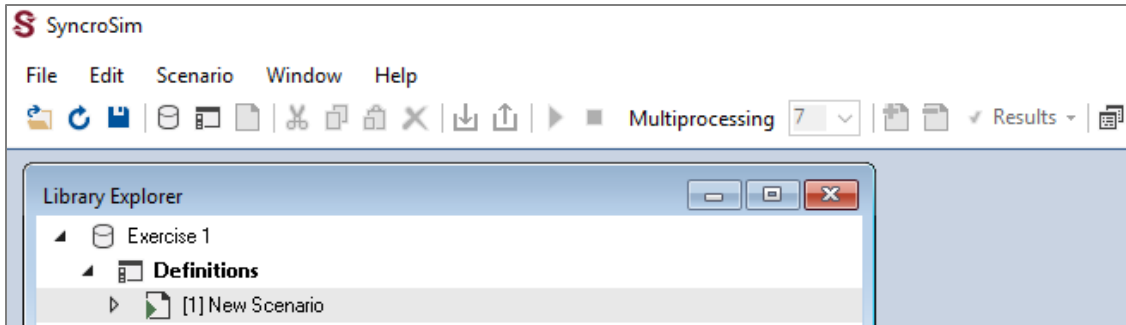 SyncroSim
File Edit Scenario Window Help
Multiprocessing 7 Results
Library Explorer
Exercise 1
Definitions
[1] New Scenario